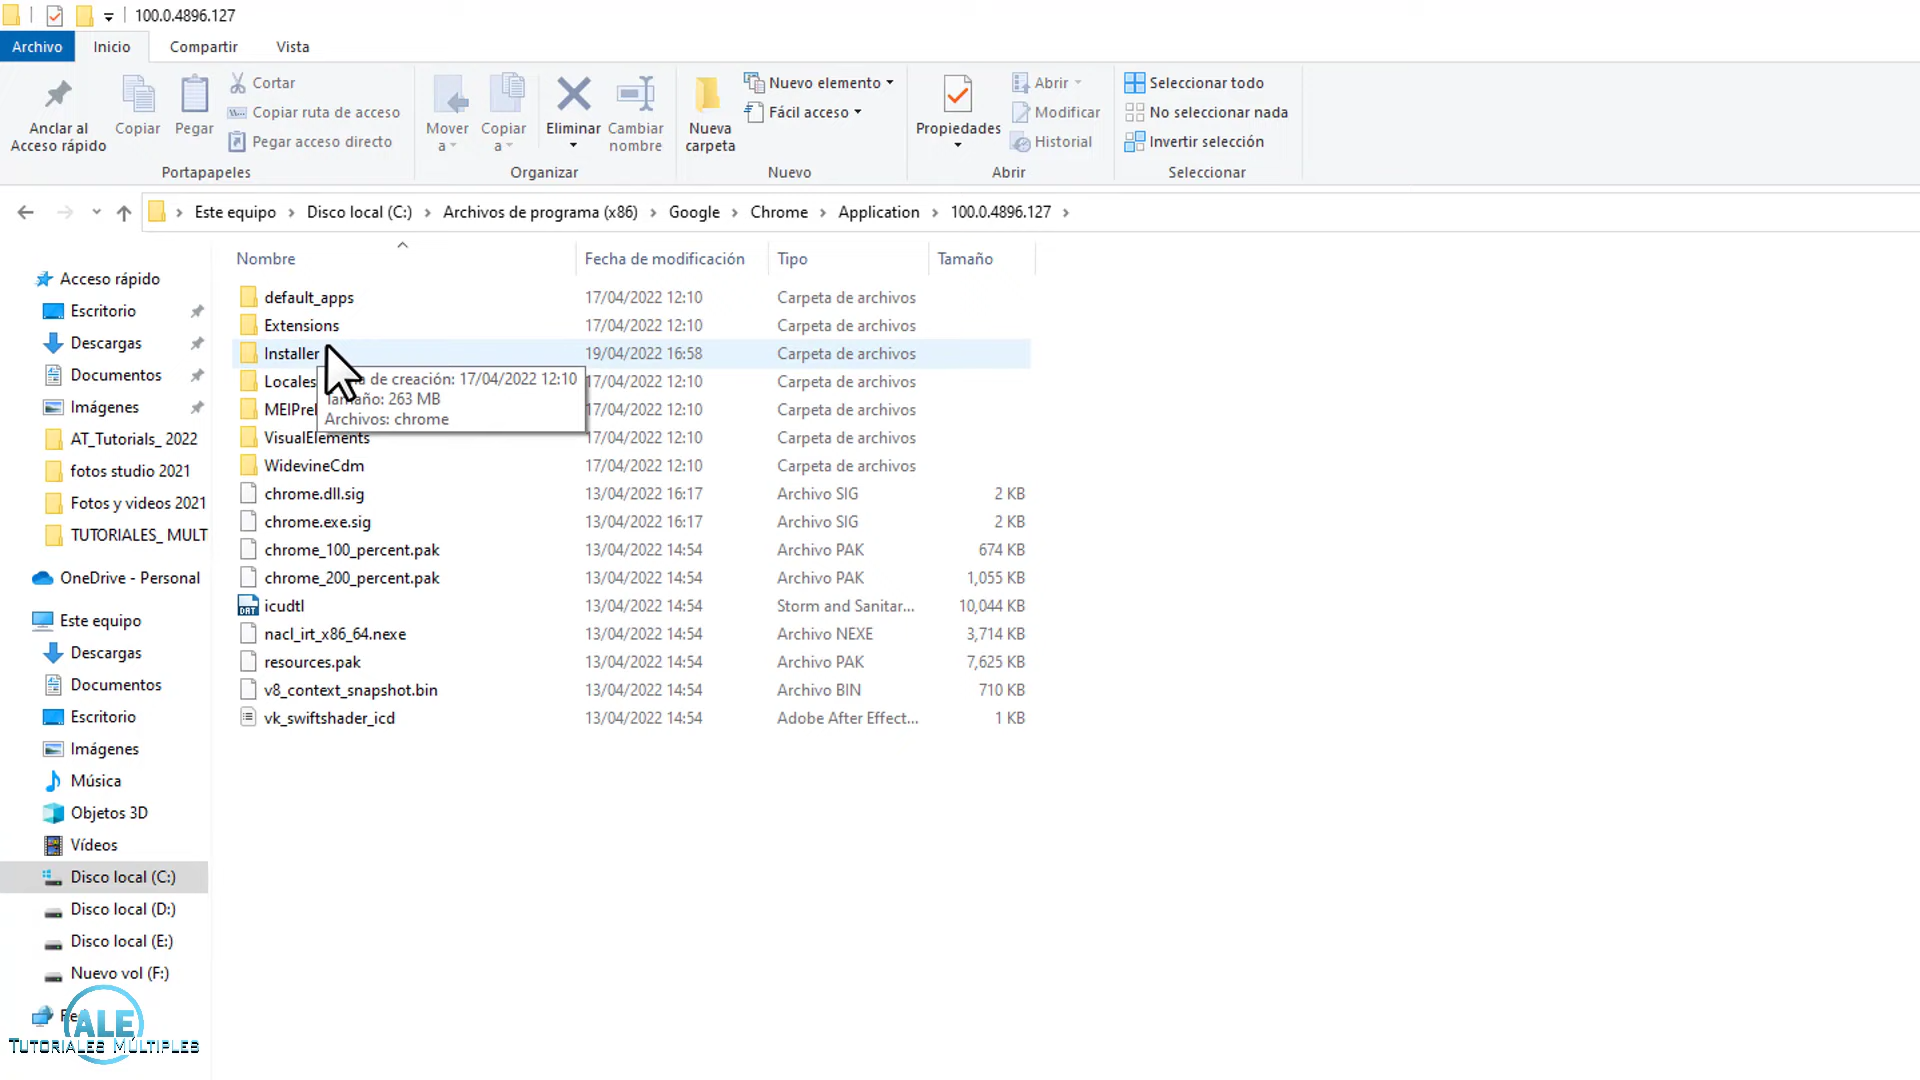 100.0.4896.127
Archivo Inicio Compartir Vista
Anclar al Acceso rápido
Copiar
Pegar
Cortar
Copiar ruta de acceso
Pegar acceso directo
Portapapeles
Mover a
Copiar a
Eliminar
Cambiar nombre
Organizar
Nueva carpeta
Nuevo elemento
Fácil acceso
Nuevo
Propiedades
Abrir
Modificar
Historial
Abrir
Seleccionar todo
No seleccionar nada
Invertir selección
Seleccionar
Este equipo Disco local (C:) Archivos de programa (x86) Google Chrome Application 100.0.4896.127
Acceso rápido
Escritorio
Descargas
Documentos
Imágenes
AT_Tutorials_ 2022
fotos studio 2021
Fotos y videos 2021
TUTORIALES_ MULT
OneDrive - Personal
Este equipo
Descargas
Documentos
Escritorio
Imágenes
Música
Objetos 3D
Vídeos
Disco local (C:)
Disco local (D:)
Disco local (E:)
Nuevo vol (F:)
ALE
TUTORIALES MÚLTIPLES
Nombre Fecha de modificación Tipo Tamaño
default_apps 17/04/2022 12:10 Carpeta de archivos
Extensions 17/04/2022 12:10 Carpeta de archivos
Installer 19/04/2022 16:58 Carpeta de archivos
Locales 17/04/2022 12:10 Carpeta de archivos
17/04/2022 12:10 Carpeta de archivos
VisualElements 17/04/2022 12:10 Carpeta de archivos
WidevineCdm 17/04/2022 12:10 Carpeta de archivos
chrome.dll.sig 13/04/2022 16:17 Archivo SIG 2 KB
chrome.exe.sig 13/04/2022 16:17 Archivo SIG 2 KB
chrome_100_percent.pak 13/04/2022 14:54 Archivo PAK 674 KB
chrome_200_percent.pak 13/04/2022 14:54 Archivo PAK 1,055 KB
icudtl 13/04/2022 14:54 Storm and Sanitar... 10,044 KB
nacl_irt_x86_64.nexe 13/04/2022 14:54 Archivo NEXE 3,714 KB
resources.pak 13/04/2022 14:54 Archivo PAK 7,625 KB
v8_context_snapshot.bin 13/04/2022 14:54 Archivo BIN 710 KB
vk_swiftshader_icd 13/04/2022 14:54 Adobe After Effect... 1 KB
de creación: 17/04/2022 12:10
Tamaño: 263 MB
Archivos: chrome